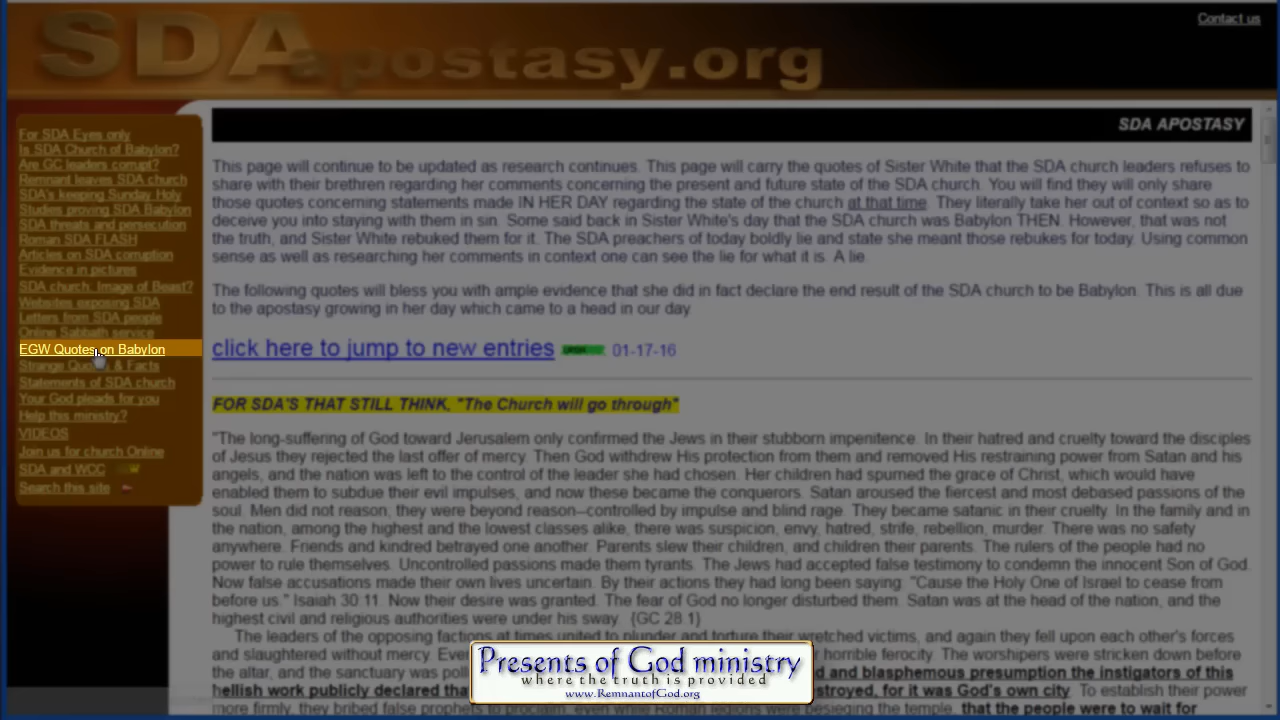 SDAapostasy.org
Contact us
For SDA Eyes only
Is SDA Church of Babylon?
Are GC leaders corrupt?
Remnant leaves SDA church
SDA's keeping Sunday Holy
Studies proving SDA Babylon
SDA threats and persecution
Roman SDA FLASH
Articles on SDA corruption
Evidence in pictures
SDA church: Image of Beast?
Websites exposing SDA
Letters from SDA people
Online Sabbath service
EGW Quotes on Babylon
Strange & Facts
Statements of SDA church
Your God pleads for you
Help this ministry?
VIDEOS
Join us for church Online
SDA and WCC
Search this site
SDA APOSTASY
This page will continue to be updated as research continues. This page will carry the quotes of Sister White that the SDA church leaders refuses to
share with their brethren regarding her comments concerning the present and future state of the SDA church. You will find they will only share
those quotes concerning statements made IN HER DAY regarding the state of the church at that time. They literally take her out of context so as to
deceive you into staying with them in sin. Some said back in Sister White's day that the SDA church was Babylon THEN. However, that was not
the truth, and Sister White rebuked them for it. The SDA preachers of today boldly lie and state she meant those rebukes for today. Using common
sense as well as researching her comments in context one can see the lie for what it is. A lie.
The following quotes will bless you with ample evidence that she did in fact declare the end result of the SDA church to be Babylon. This is all due
to the apostasy growing in her day which came to a head in our day
click here to jump to new entries 01-17-16
FOR SDA'S THAT STILL THINK, "The Church will go through"
"The long-suffering of God toward Jerusalem only confirmed the Jews in their stubborn impenitence. In their hatred and cruelty toward the disciples
of Jesus they rejected the last offer of mercy. Then God withdrew His protection from them and removed His restraining power from Satan and his
angels, and the nation was left to the control of the leader she had chosen. Her children had spurned the grace of Christ, which would have
enabled them to subdue their evil impulses, and now these became the conquerors. Satan aroused the fiercest and most debased passions of the
soul. Men did not reason; they were beyond reason--controlled by impulse and blind rage. They became satanic in their cruelty. In the family and in
the nation, among the highest and the lowest classes alike, there was suspicion, envy, hatred, strife, rebellion, murder. There was no safety
anywhere. Friends and kindred betrayed one another. Parents slew their children, and children their parents. The rulers of the people had no
power to rule themselves. Uncontrolled passions made them tyrants. The Jews had accepted false testimony to condemn the innocent Son of God.
Now false accusations made their own lives uncertain. By their actions they had long been saying: "Cause the Holy One of Israel to cease from
before us." Isaiah 30:11. Now their desire was granted. The fear of God no longer disturbed them. Satan was at the head of the nation, and the
highest civil and religious authorities were under his sway. {GC 28.1}
The leaders of the opposing factions at times united to plunder and torture their wretched victims, and again they fell upon each other's forces
and slaughtered without mercy. horrible ferocity. The worshipers were stricken down before
the altar, and the sanctuary was and blasphemous presumption the instigators of this
hellish work publicly declared for it was God's own city. To establish their power
more firmly, they bribed false prophets to proclaim, even while Roman legions were besieging the temple, that the people were to wait for
Presents of God ministry
where the truth is provided
www.RemnantofGod.org